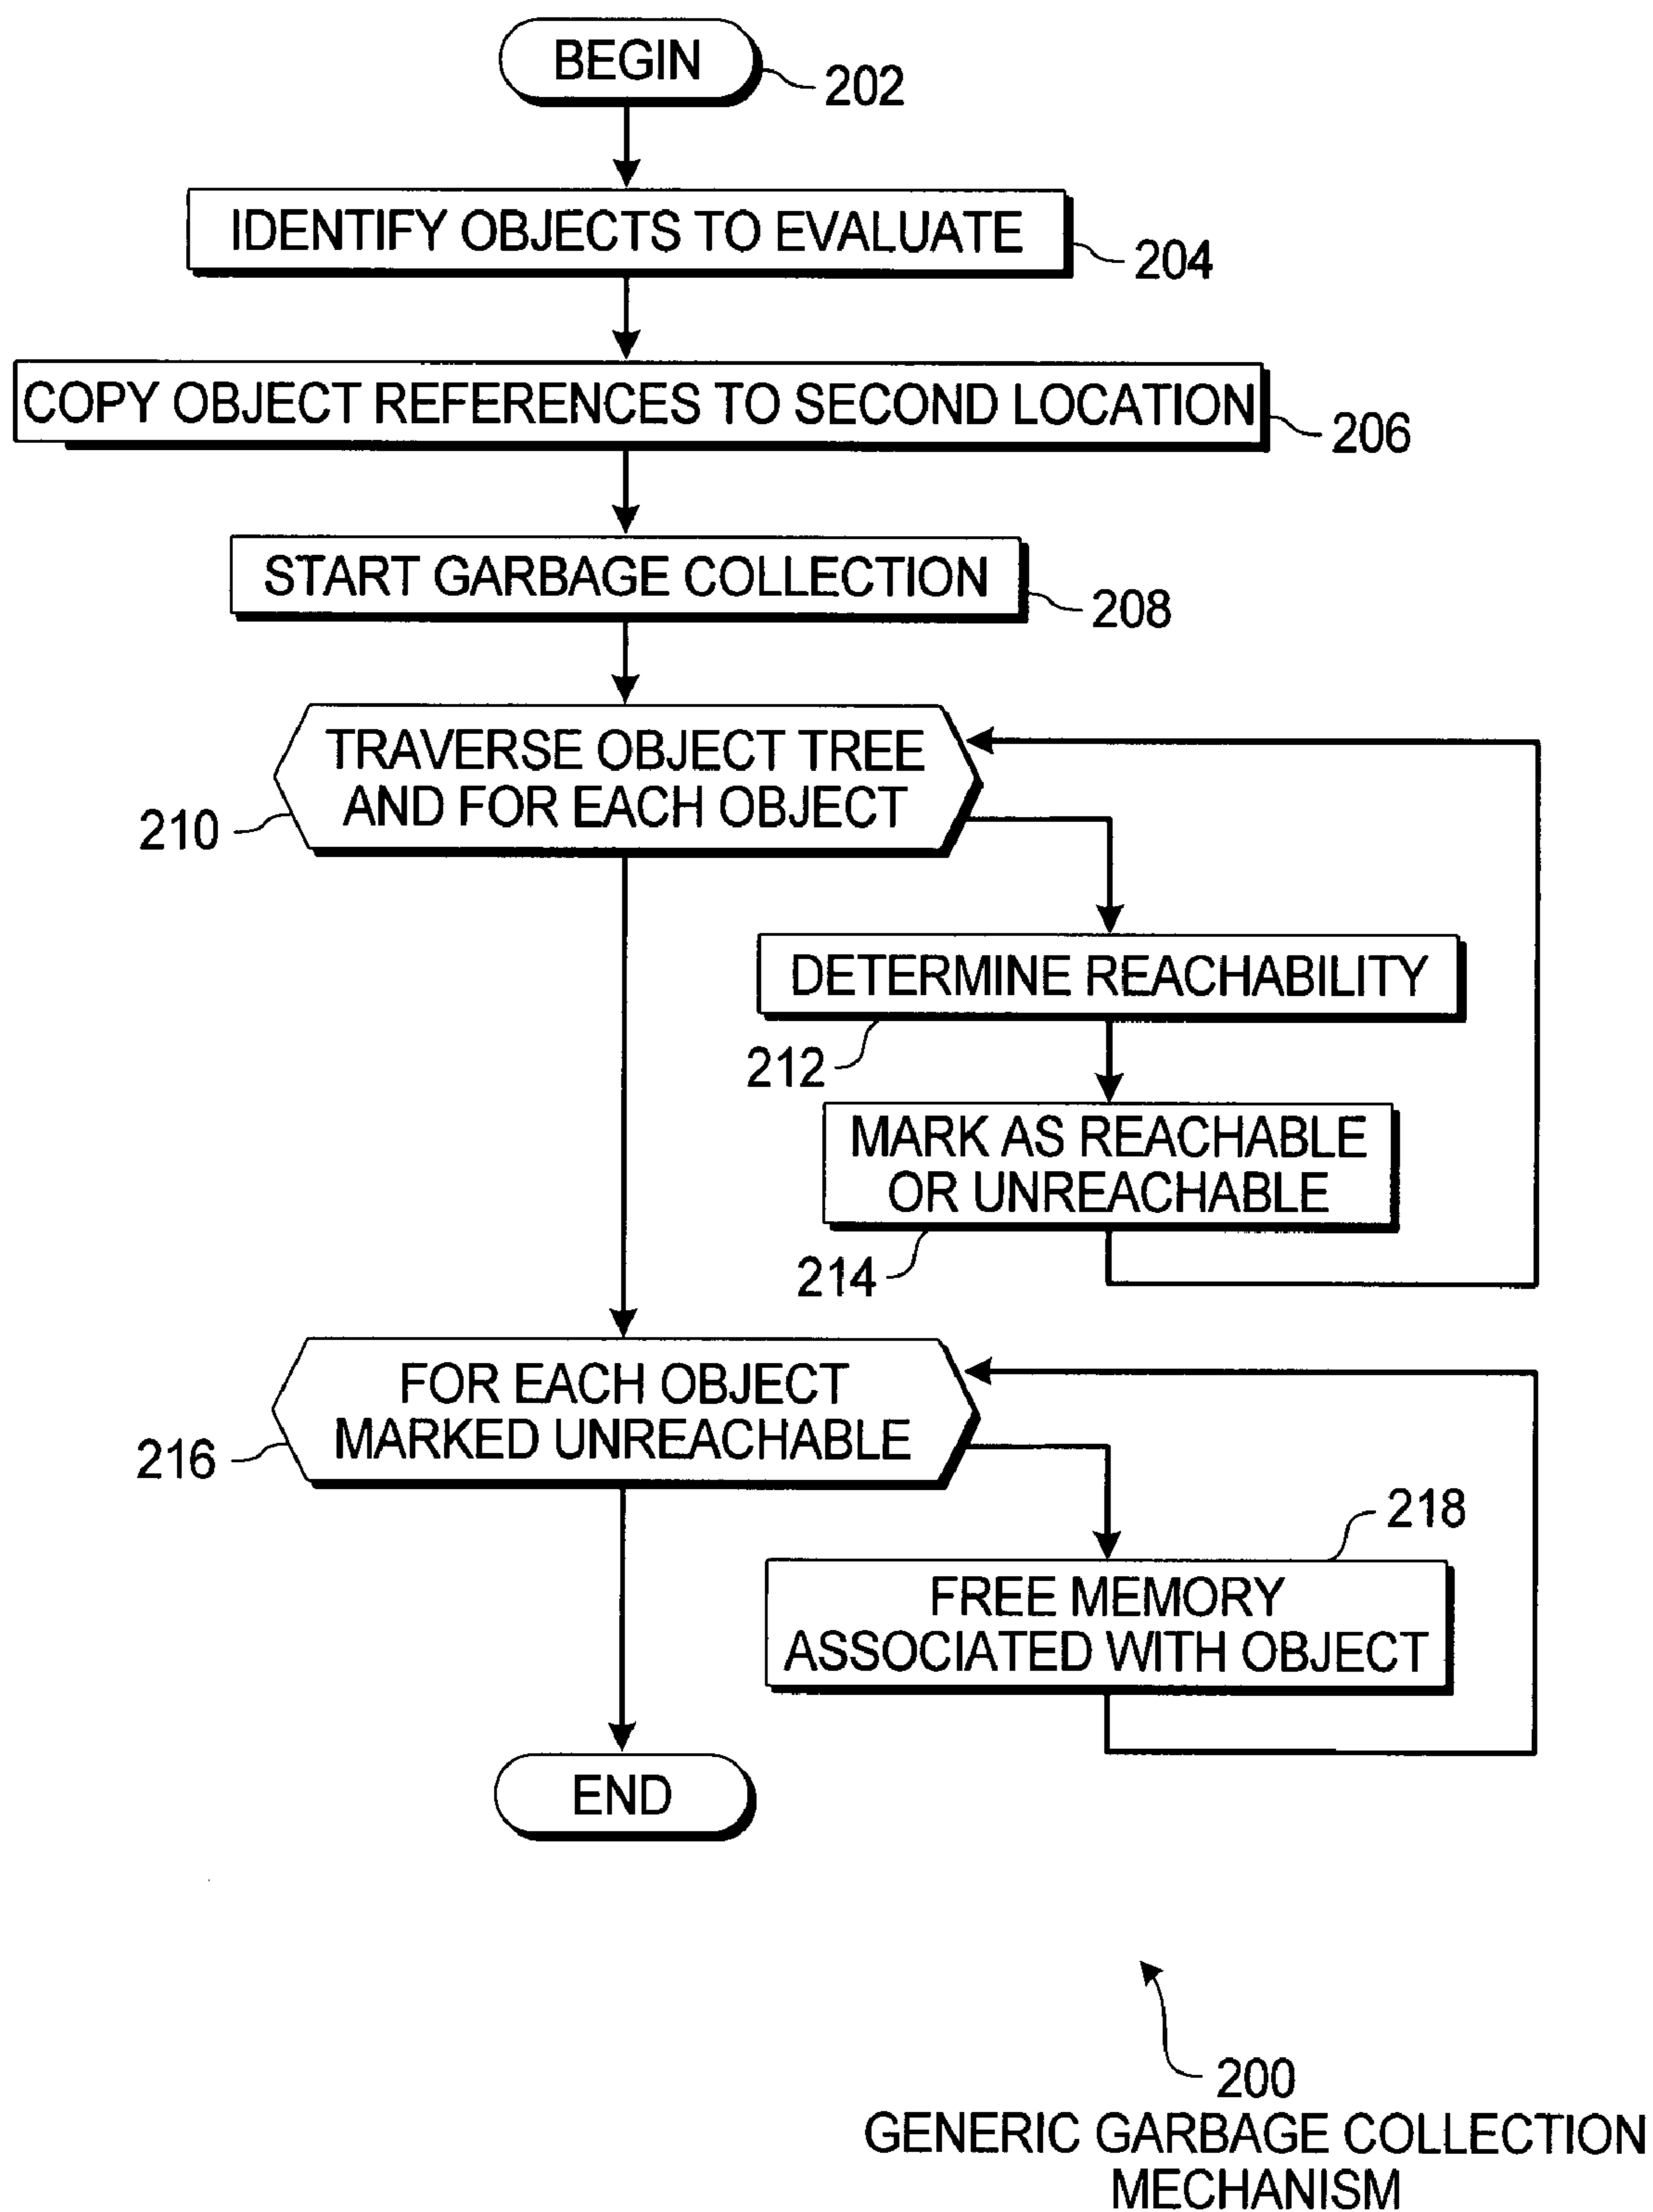 BEGIN
202
IDENTIFY OBJECTS TO EVALUATE
204
COPY OBJECT REFERENCES TO SECOND LOCATION
206
START GARBAGE COLLECTION
208
TRAVERSE OBJECT TREE
AND FOR EACH OBJECT
210
DETERMINE REACHABILITY
212
MARK AS REACHABLE
OR UNREACHABLE
214
FOR EACH OBJECT
MARKED UNREACHABLE
216
218
FREE MEMORY
ASSOCIATED WITH OBJECT
END
200
GENERIC GARBAGE COLLECTION
MECHANISM